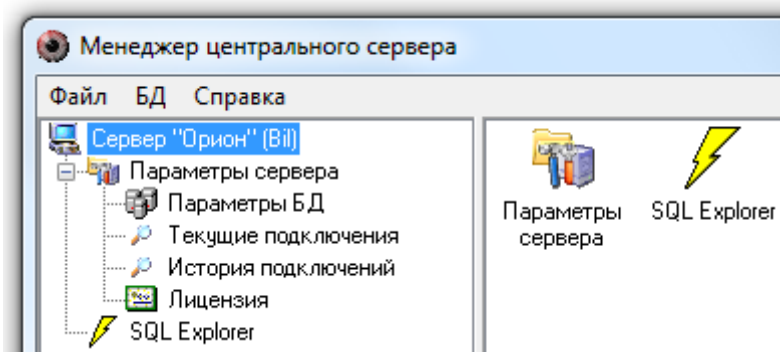 Менеджер центрального сервера
Файл БД Справка
Сервер "Орион" (Bil)
Параметры сервера
Параметры БД
Текущие подключения
История подключений
Лицензия
SQL Explorer
Параметры
сервера
SQL Explorer